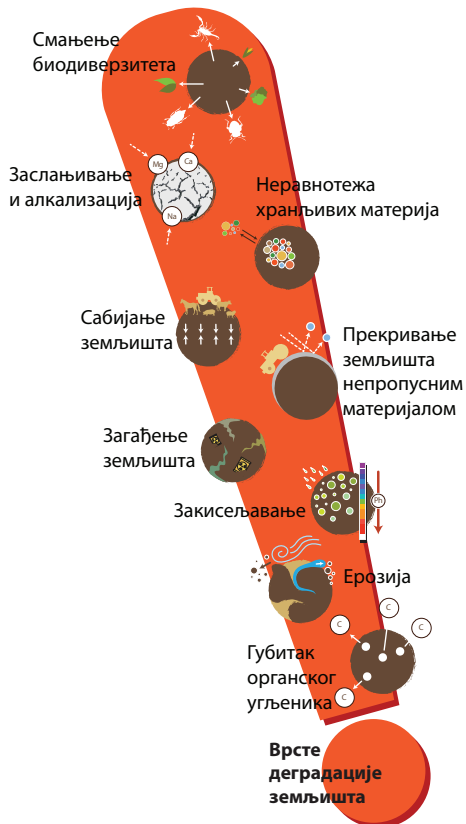 Смањење
биодиверзитета
Mg
Ca
Na
Заслањивање
и алкализација
Неравнотежа
хранљивих материја
Сабијање
земљишта
Прекривање
земљишта
непропусним
материјалом
Загађење
земљишта
Закисељавање
Ph
Ерозија
C
C
C
C
Губитак
органског
угљеника
Врсте
деградације
земљишта